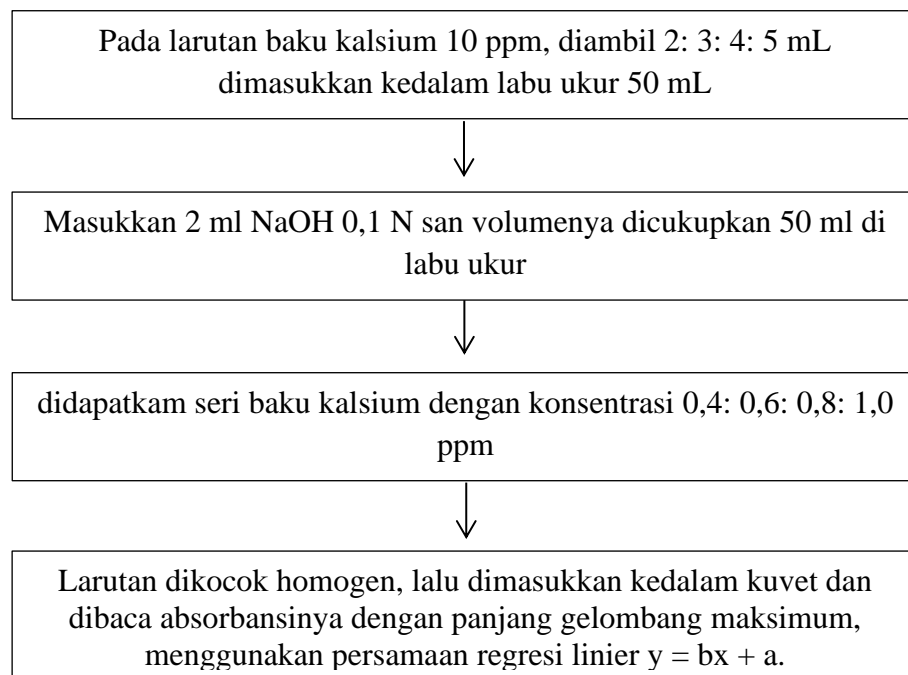 Pada larutan baku kalsium 10 ppm, diambil 2: 3: 4: 5 mL
dimasukkan kedalam labu ukur 50 mL
Masukkan 2 ml NaOH 0,1 N san volumenya dicukupkan 50 ml di
labu ukur
didapatkam seri baku kalsium dengan konsentrasi 0,4: 0,6: 0,8: 1,0
ppm
Larutan dikocok homogen, lalu dimasukkan kedalam kuvet dan
dibaca absorbansinya dengan panjang gelombang maksimum,
menggunakan persamaan regresi linier y = bx + a.